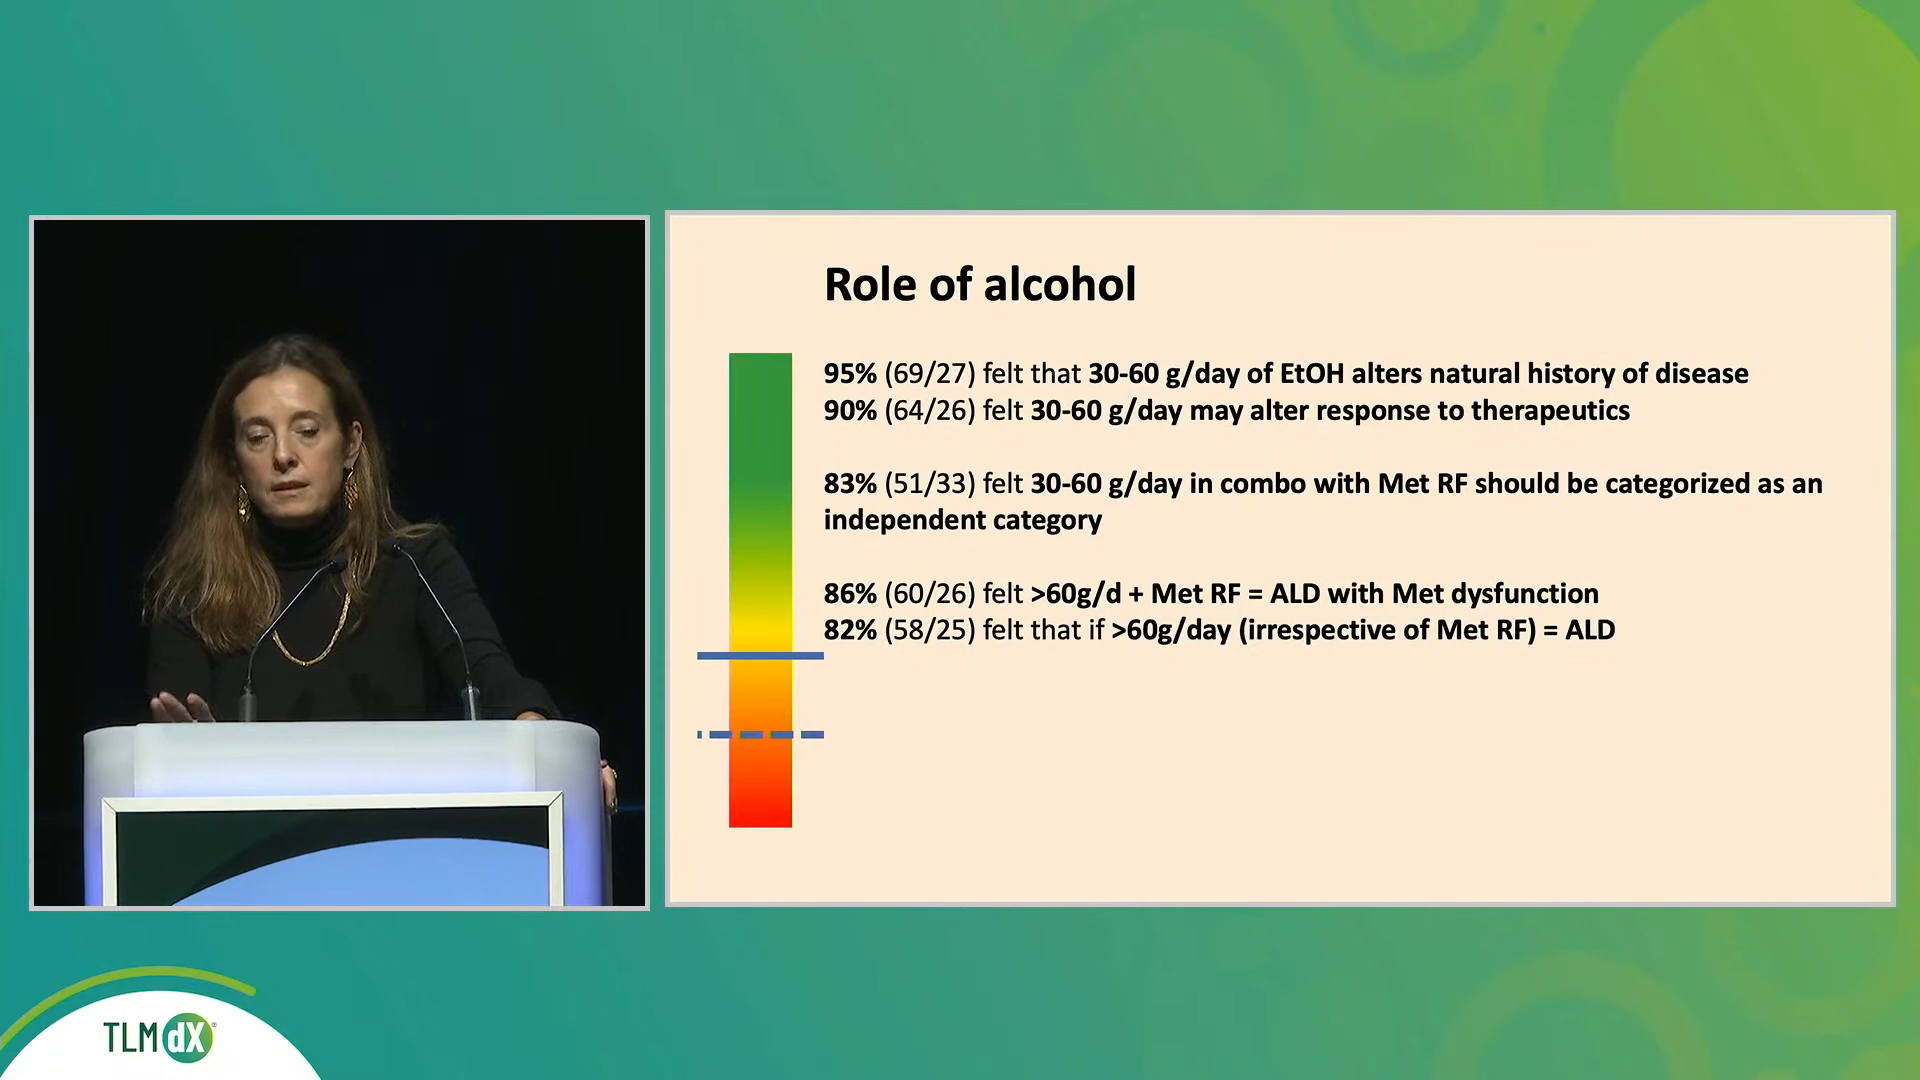 Role of alcohol
95% (69/27) felt that 30-60 g/day of EtOH alters natural history of disease
90% (64/26) felt 30-60 g/day may alter response to therapeutics
83% (51/33) felt 30-60 g/day in combo with Met RF should be categorized as an
independent category
86% (60/26) felt >60g/d + Met RF = ALD with Met dysfunction
82% (58/25) felt that if >60g/day (irrespective of Met RF) = ALD
TLM dX®